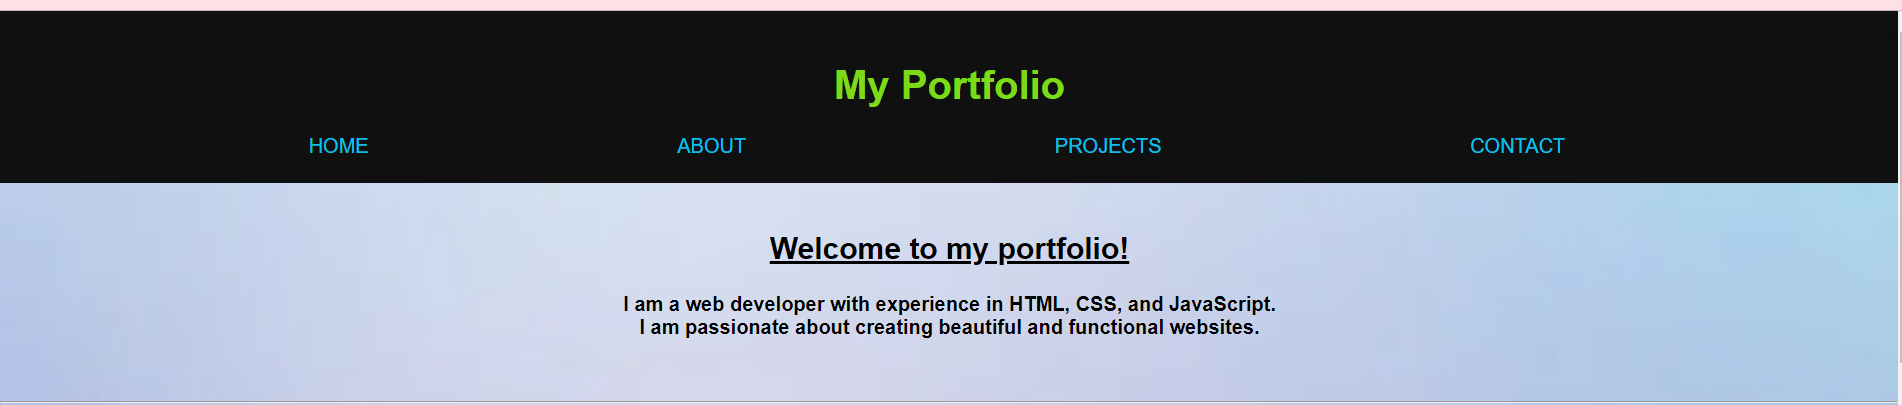 My Portfolio
HOME ABOUT PROJECTS CONTACT
Welcome to my portfolio!
I am a web developer with experience in HTML, CSS, and JavaScript.
I am passionate about creating beautiful and functional websites.